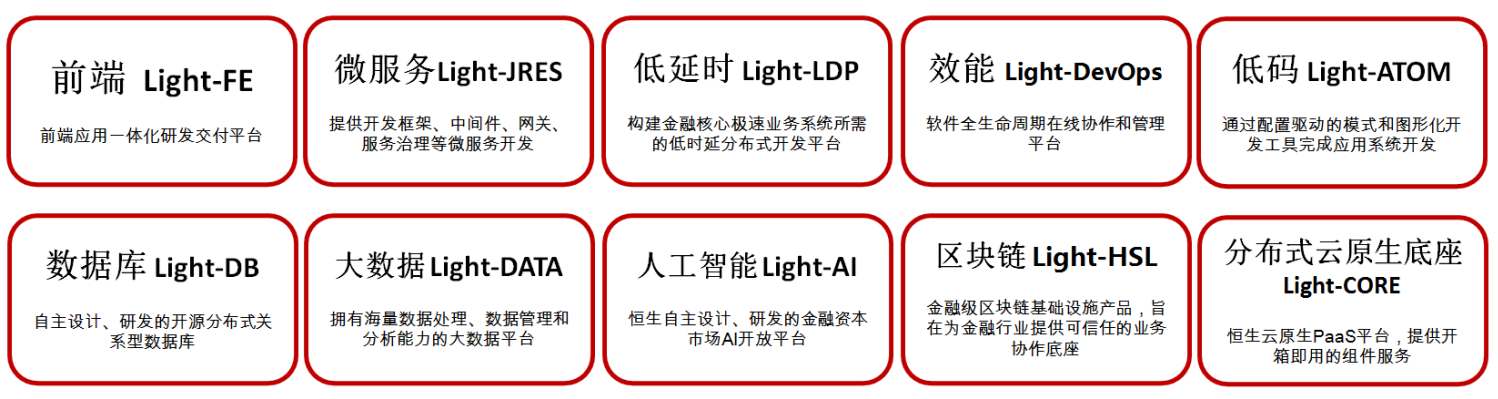 前端 Light-FE
前端应用一体化研发交付平台
微服务Light-JRES
提供开发框架、中间件、网关、
服务治理等微服务开发
低延时 Light-LDP
构建金融核心极速业务系统所需
的低时延分布式开发平台
效能 Light-DevOps
软件全生命周期在线协作和管理
平台
低码 Light-ATOM
通过配置驱动的模式和图形化开
发工具完成应用系统开发
数据库 Light-DB
自主设计、研发的开源分布式关
系型数据库
大数据 Light-DATA
拥有海量数据处理、数据管理和
分析能力的大数据平台
人工智能 Light-AI
恒生自主设计、研发的金融资本
市场AI开放平台
区块链 Light-HSL
金融级区块链基础设施产品，旨
在为金融行业提供可信任的业务
协作底座
分布式云原生底座
Light-CORE
恒生云原生PaaS平台，提供开
箱即用的组件服务